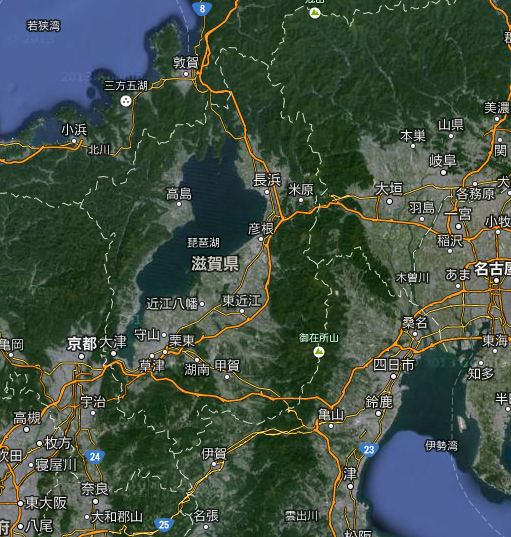 8
若狭湾
敦賀
三方五湖
小浜
北川
美濃
山県
本巣
関
岐阜
長浜
米原
大垣
各務原
高島
羽島
一宮
彦根
小牧
稲沢
琵琶湖
滋賀県
木曽川
あま
名古屋
近江八幡
東近江
桑名
守山
栗東
御在所山
亀岡
京都
大津
東海
草津
湖南
甲賀
四日市
知多
宇治
鈴鹿
高槻
亀山
枚方
伊勢湾
吹田
寝屋川
24
伊賀
23
津
奈良
東大阪
大和郡山
25
名張
雲出川
八尾
松阪